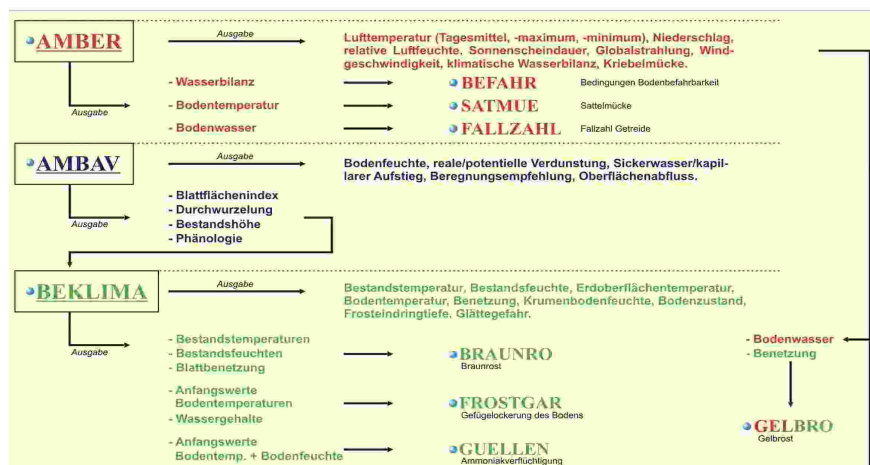 AMBER
Ausgabe
Lufttemperatur (Tagesmittel, -maximum, -minimum), Niederschlag,
relative Luftfeuchte, Sonnenscheindauer, Globalstrahlung, Wind-
geschwindigkeit, klimatische Wasserbilanz, Kriebelmücke.
Ausgabe
- Wasserbilanz
BEFAHR
Bedingungen Bodenbefahrbarkeit
- Bodentemperatur
SATMUE
Sattelmücke
- Bodenwasser
FALLZAHL
Fallzahl Getreide
AMBAV
Ausgabe
Bodenfeuchte, reale/potentielle Verdunstung, Sickerwasser/kapil-
larer Aufstieg, Beregnungsempfehlung, Oberflächenabfluss.
Ausgabe
- Blattflächenindex
- Durchwurzelung
- Bestandshöhe
- Phänologie
BEKLIMA
Ausgabe
Bestandstemperatur, Bestandsfeuchte, Erdoberflächentemperatur,
Bodentemperatur, Benetzung, Krumenbodenfeuchte, Bodenzustand,
Frosteindringtiefe, Glättegefahr.
Ausgabe
- Bestandstemperaturen
- Bestandsfeuchten
- Blattbenetzung
BRAUNRO
Braunrost
- Anfangswerte
Bodentemperaturen
- Wassergehalte
FROSTGAR
Gefügelockerung des Bodens
- Anfangswerte
Bodentemp. + Bodenfeuchte
GUELLEN
Ammoniakverflüchtigung
- Bodenwasser
- Benetzung
GELBRO
Gelbrost